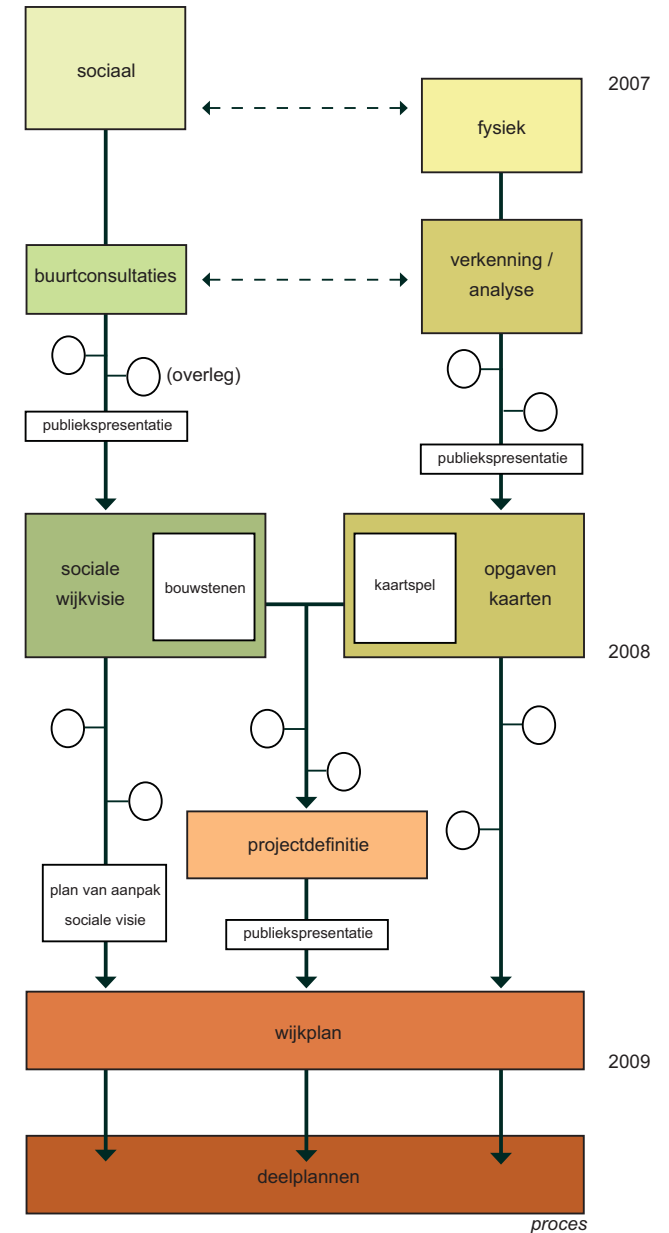 sociaal
2007
fysiek
buurtconsultaties
verkenning /
analyse
(overleg)
publiekspresentatie
publiekspresentatie
sociale
wijkvisie
bouwstenen
kaartspel
opgaven
kaarten
2008
projectdefinitie
plan van aanpak
sociale visie
publiekspresentatie
wijkplan
2009
deelplannen
proces